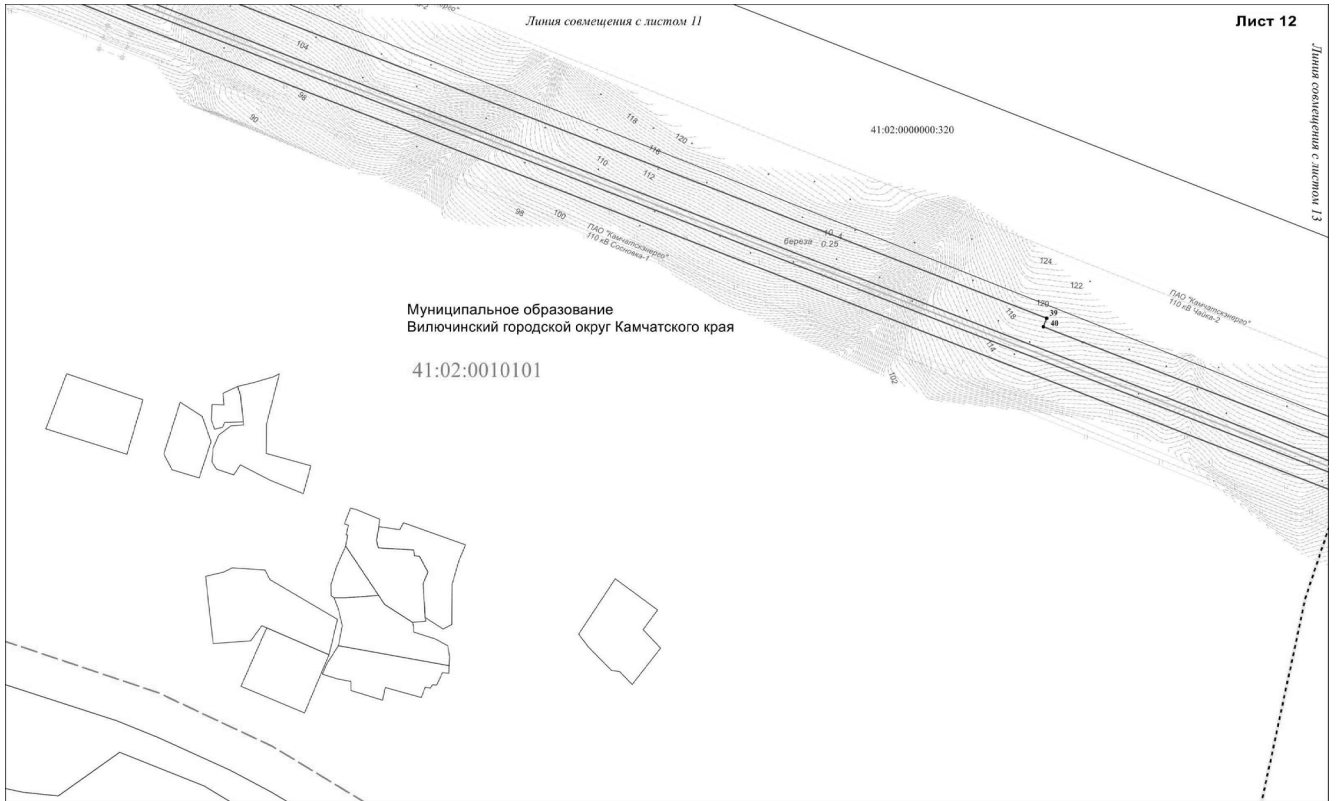 Линия совмещения с листом 11
Лист 12
Линия совмещения с листом 13
104
98
90
118
120
116
110
112
98
100
ПАО "Камчатскэнерго"
110 кВ Сосновка-1
41:02:0000000:320
береза
10
4
0.25
124
122
120
118
114
102
39
40
ПАО "Камчатскэнерго"
110 кВ Чайка-2
Муниципальное образование
Вилючинский городской округ Камчатского края
41:02:0010101